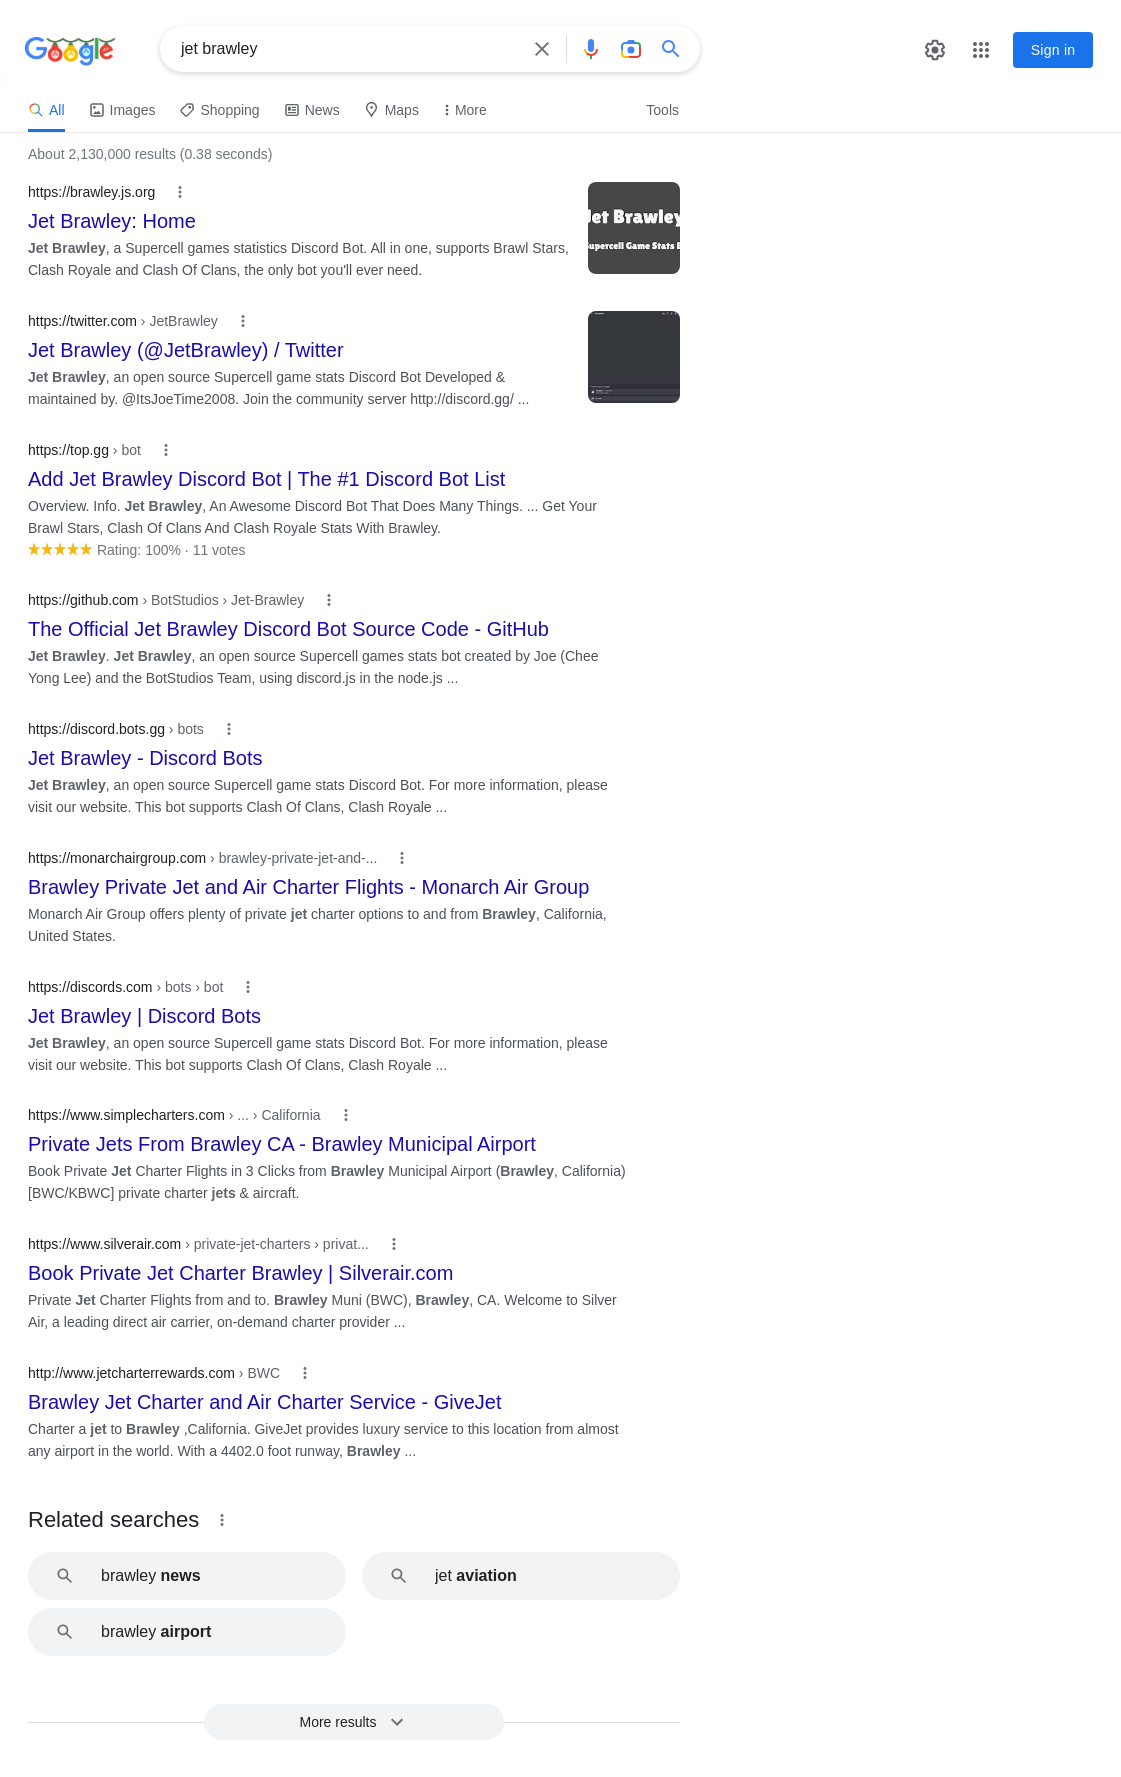 Google
jet brawley
Sign in
All
Images
Shopping
News
Maps
More
Tools
About 2,130,000 results (0.38 seconds)
https://brawley.js.org
Jet Brawley: Home
Jet Brawley, a Supercell games statistics Discord Bot. All in one, supports Brawl Stars,
Clash Royale and Clash Of Clans, the only bot you'll ever need.
Jet Brawley
Supercell Game Stats B
https://twitter.com › JetBrawley
Jet Brawley (@JetBrawley) / Twitter
Jet Brawley, an open source Supercell game stats Discord Bot Developed &
maintained by. @ItsJoeTime2008. Join the community server http://discord.gg/ ...
https://top.gg › bot
Add Jet Brawley Discord Bot | The #1 Discord Bot List
Overview. Info. Jet Brawley, An Awesome Discord Bot That Does Many Things. ... Get Your
Brawl Stars, Clash Of Clans And Clash Royale Stats With Brawley.
Rating: 100% · 11 votes
https://github.com › BotStudios › Jet-Brawley
The Official Jet Brawley Discord Bot Source Code - GitHub
Jet Brawley. Jet Brawley, an open source Supercell games stats bot created by Joe (Chee
Yong Lee) and the BotStudios Team, using discord.js in the node.js ...
https://discord.bots.gg › bots
Jet Brawley - Discord Bots
Jet Brawley, an open source Supercell game stats Discord Bot. For more information, please
visit our website. This bot supports Clash Of Clans, Clash Royale ...
https://monarchairgroup.com › brawley-private-jet-and-...
Brawley Private Jet and Air Charter Flights - Monarch Air Group
Monarch Air Group offers plenty of private jet charter options to and from Brawley, California,
United States.
https://discords.com › bots › bot
Jet Brawley | Discord Bots
Jet Brawley, an open source Supercell game stats Discord Bot. For more information, please
visit our website. This bot supports Clash Of Clans, Clash Royale ...
https://www.simplecharters.com › ... › California
Private Jets From Brawley CA - Brawley Municipal Airport
Book Private Jet Charter Flights in 3 Clicks from Brawley Municipal Airport (Brawley, California)
[BWC/KBWC] private charter jets & aircraft.
https://www.silverair.com › private-jet-charters › privat...
Book Private Jet Charter Brawley | Silverair.com
Private Jet Charter Flights from and to. Brawley Muni (BWC), Brawley, CA. Welcome to Silver
Air, a leading direct air carrier, on-demand charter provider ...
http://www.jetcharterrewards.com › BWC
Brawley Jet Charter and Air Charter Service - GiveJet
Charter a jet to Brawley ,California. GiveJet provides luxury service to this location from almost
any airport in the world. With a 4402.0 foot runway, Brawley ...
Related searches
brawley news
jet aviation
brawley airport
More results